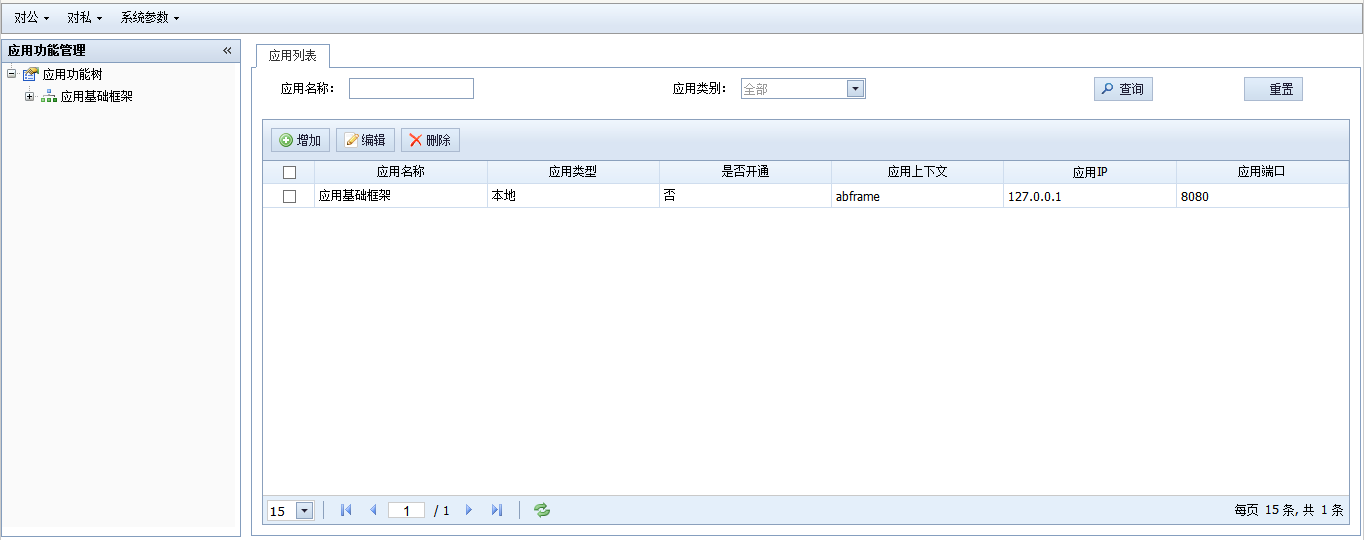 对公 对私 系统参数
应用功能管理
应用功能树
应用基础框架
应用列表
应用名称： 应用类别： 全部 查询 重置
增加 编辑 删除
应用名称 应用类型 是否开通 应用上下文 应用IP 应用端口
应用基础框架 本地 否 abframe 127.0.0.1 8080
15 1 / 1 每页 15 条, 共 1 条